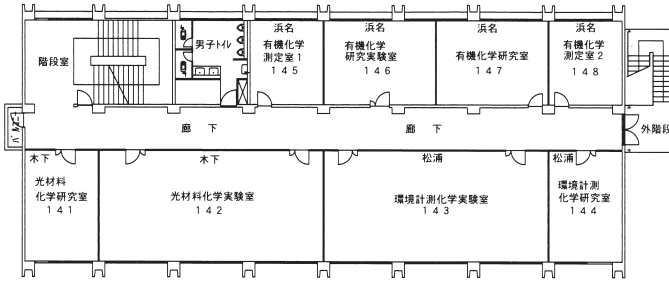 階段室
男子トイレ
浜名
有機化学
測定室1
145
浜名
有機化学
研究実験室
146
浜名
有機化学研究室
147
浜名
有機化学
測定室2
148
バルコニー
廊下
廊下
外階段
木下
光材料
化学研究室
141
木下
光材料化学実験室
142
松浦
環境計測化学実験室
143
松浦
環境計測
化学研究室
144